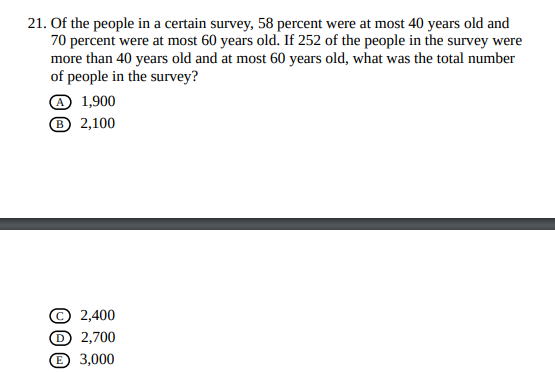 21. Of the people in a certain survey, 58 percent were at most 40 years old and
70 percent were at most 60 years old. If 252 of the people in the survey were
more than 40 years old and at most 60 years old, what was the total number
of people in the survey?
A 1,900
B 2,100
C 2,400
D 2,700
E 3,000